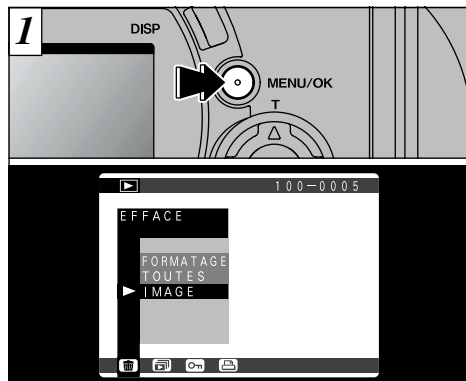 1
DISP
MENU/OK
T
100-0005
EFFACE
FORMATAGE
TOUTES
IMAGE